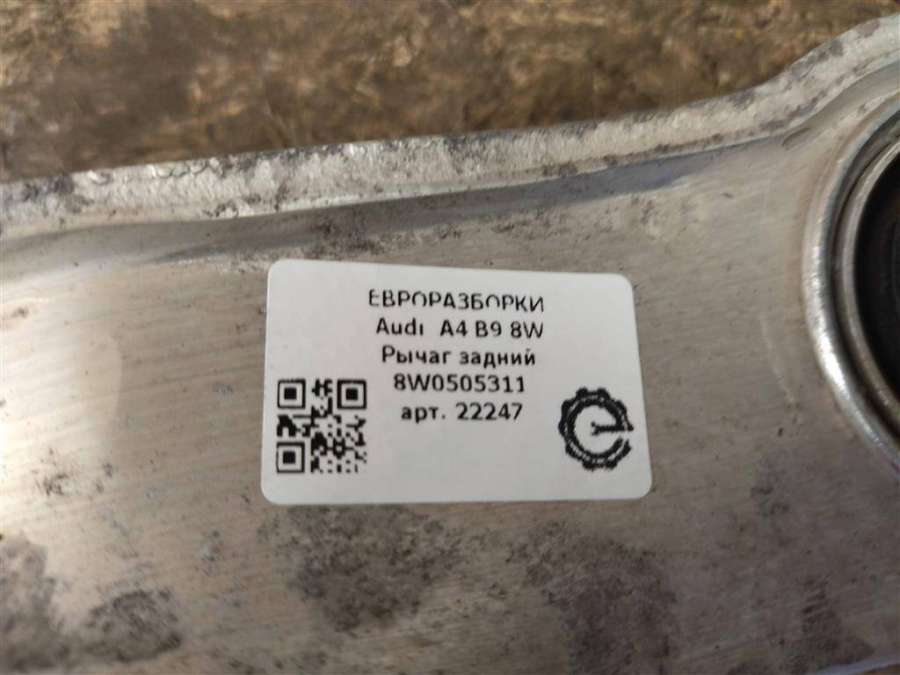 ЕВРОРАЗБОРКИ
Audi A4 B9 8W
Рычаг задний
8W0505311
арт. 22247